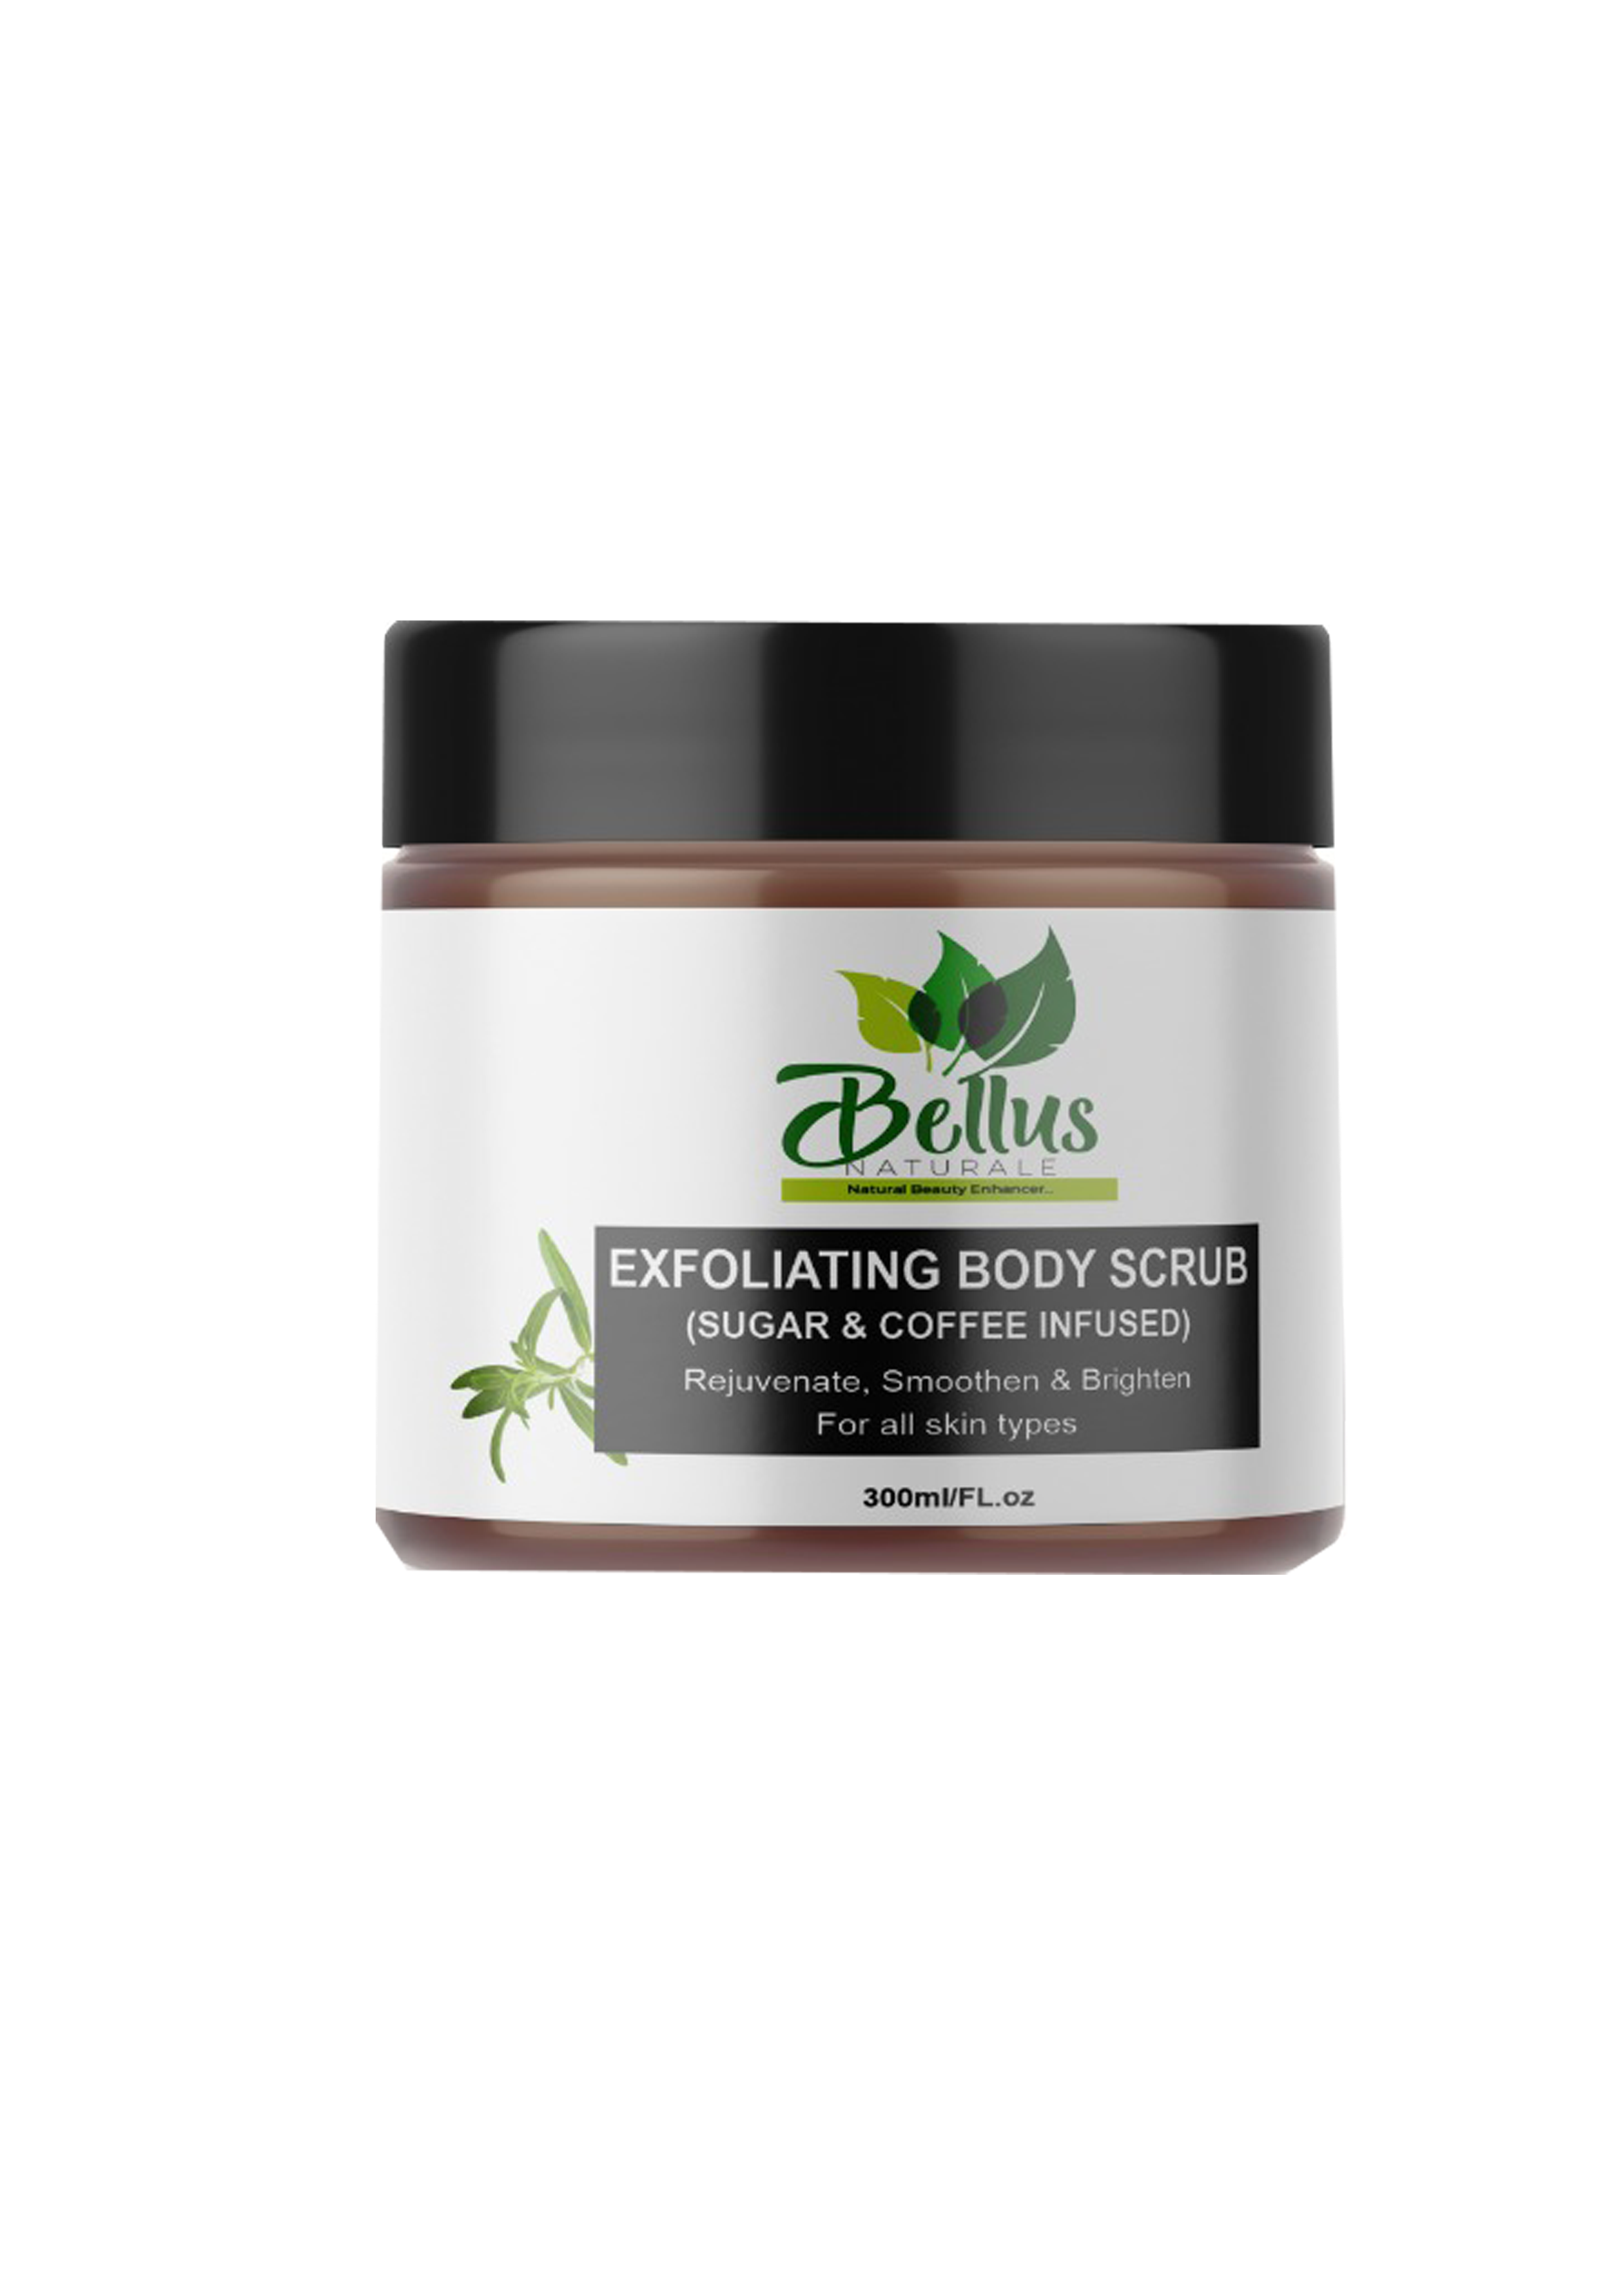 Bellus
NATURALE
Natural Beauty Enhancer...
EXFOLIATING BODY SCRUB
(SUGAR & COFFEE INFUSED)
Rejuvenate, Smoothen & Brighten
For all skin types
300ml/FL.oz